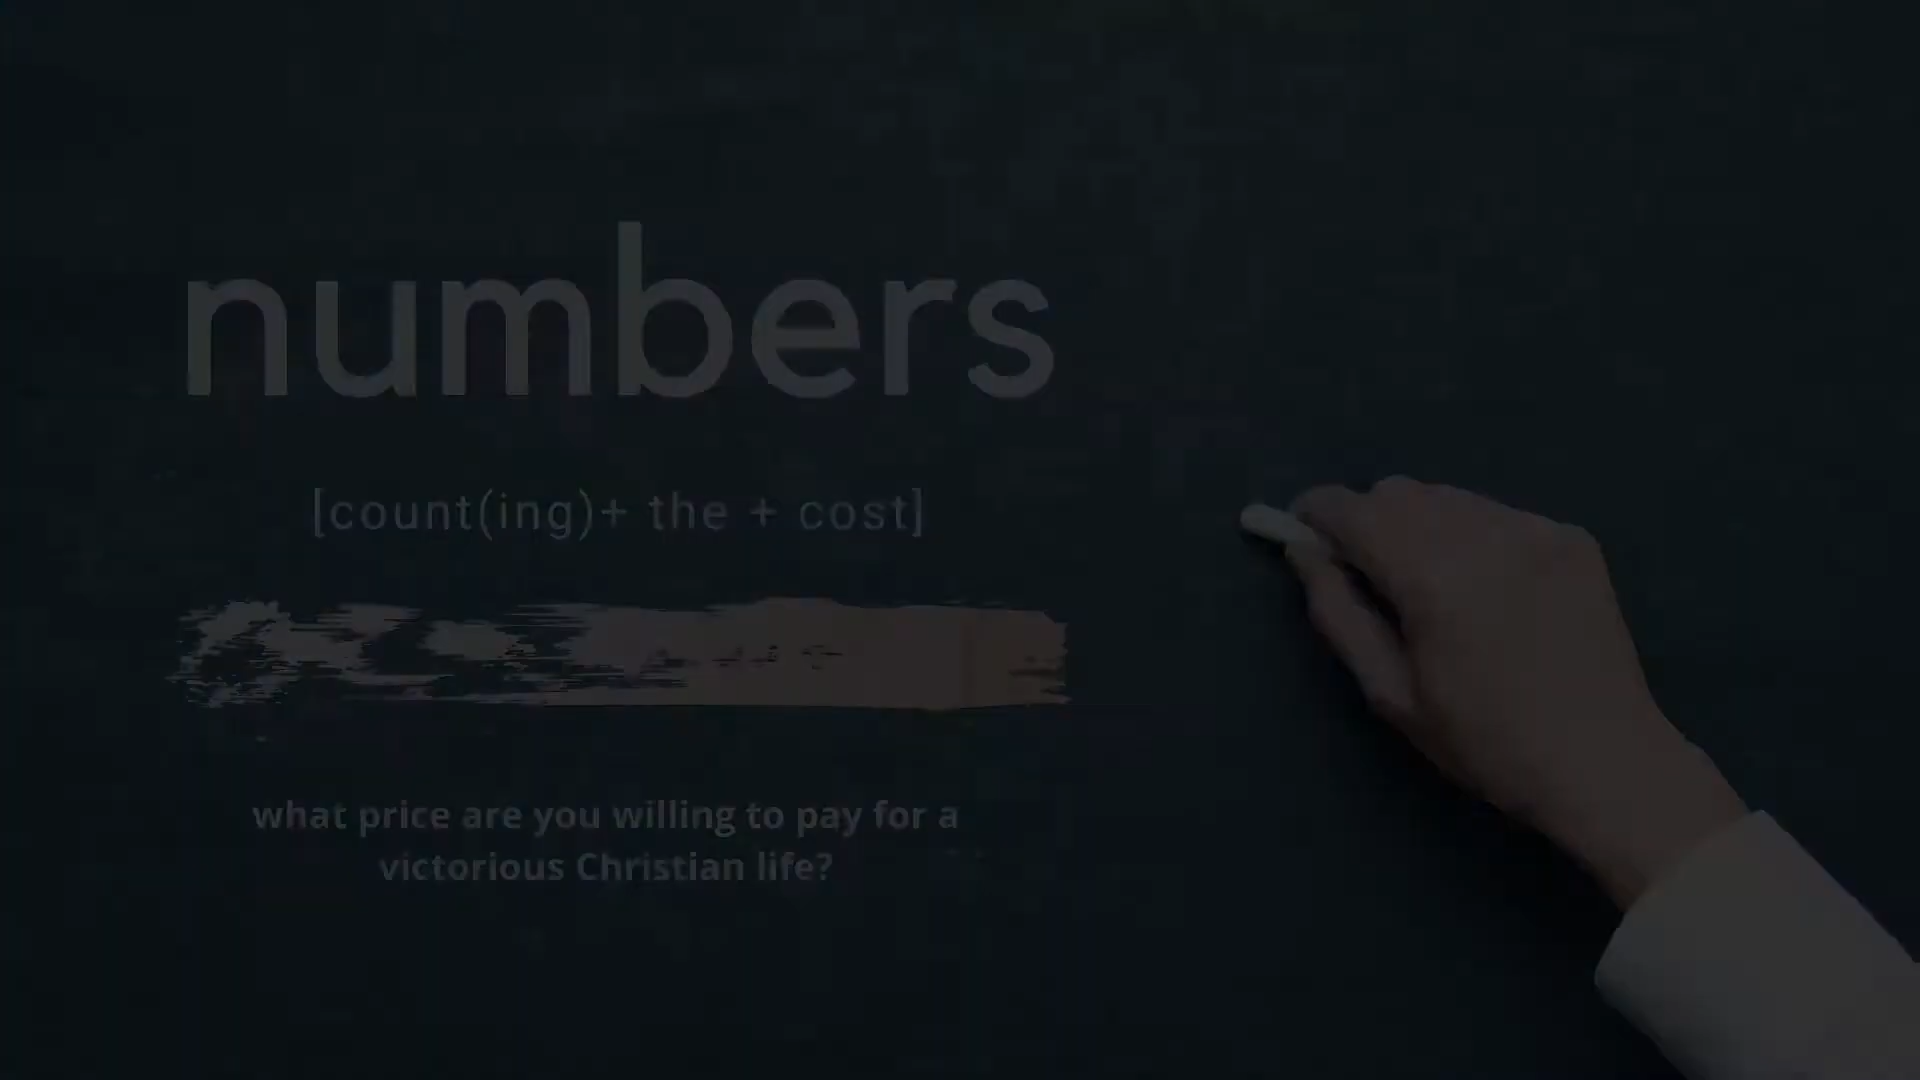 numbers
[count(ing)+ the + cost]
what price are you willing to pay for a
victorious Christian life?